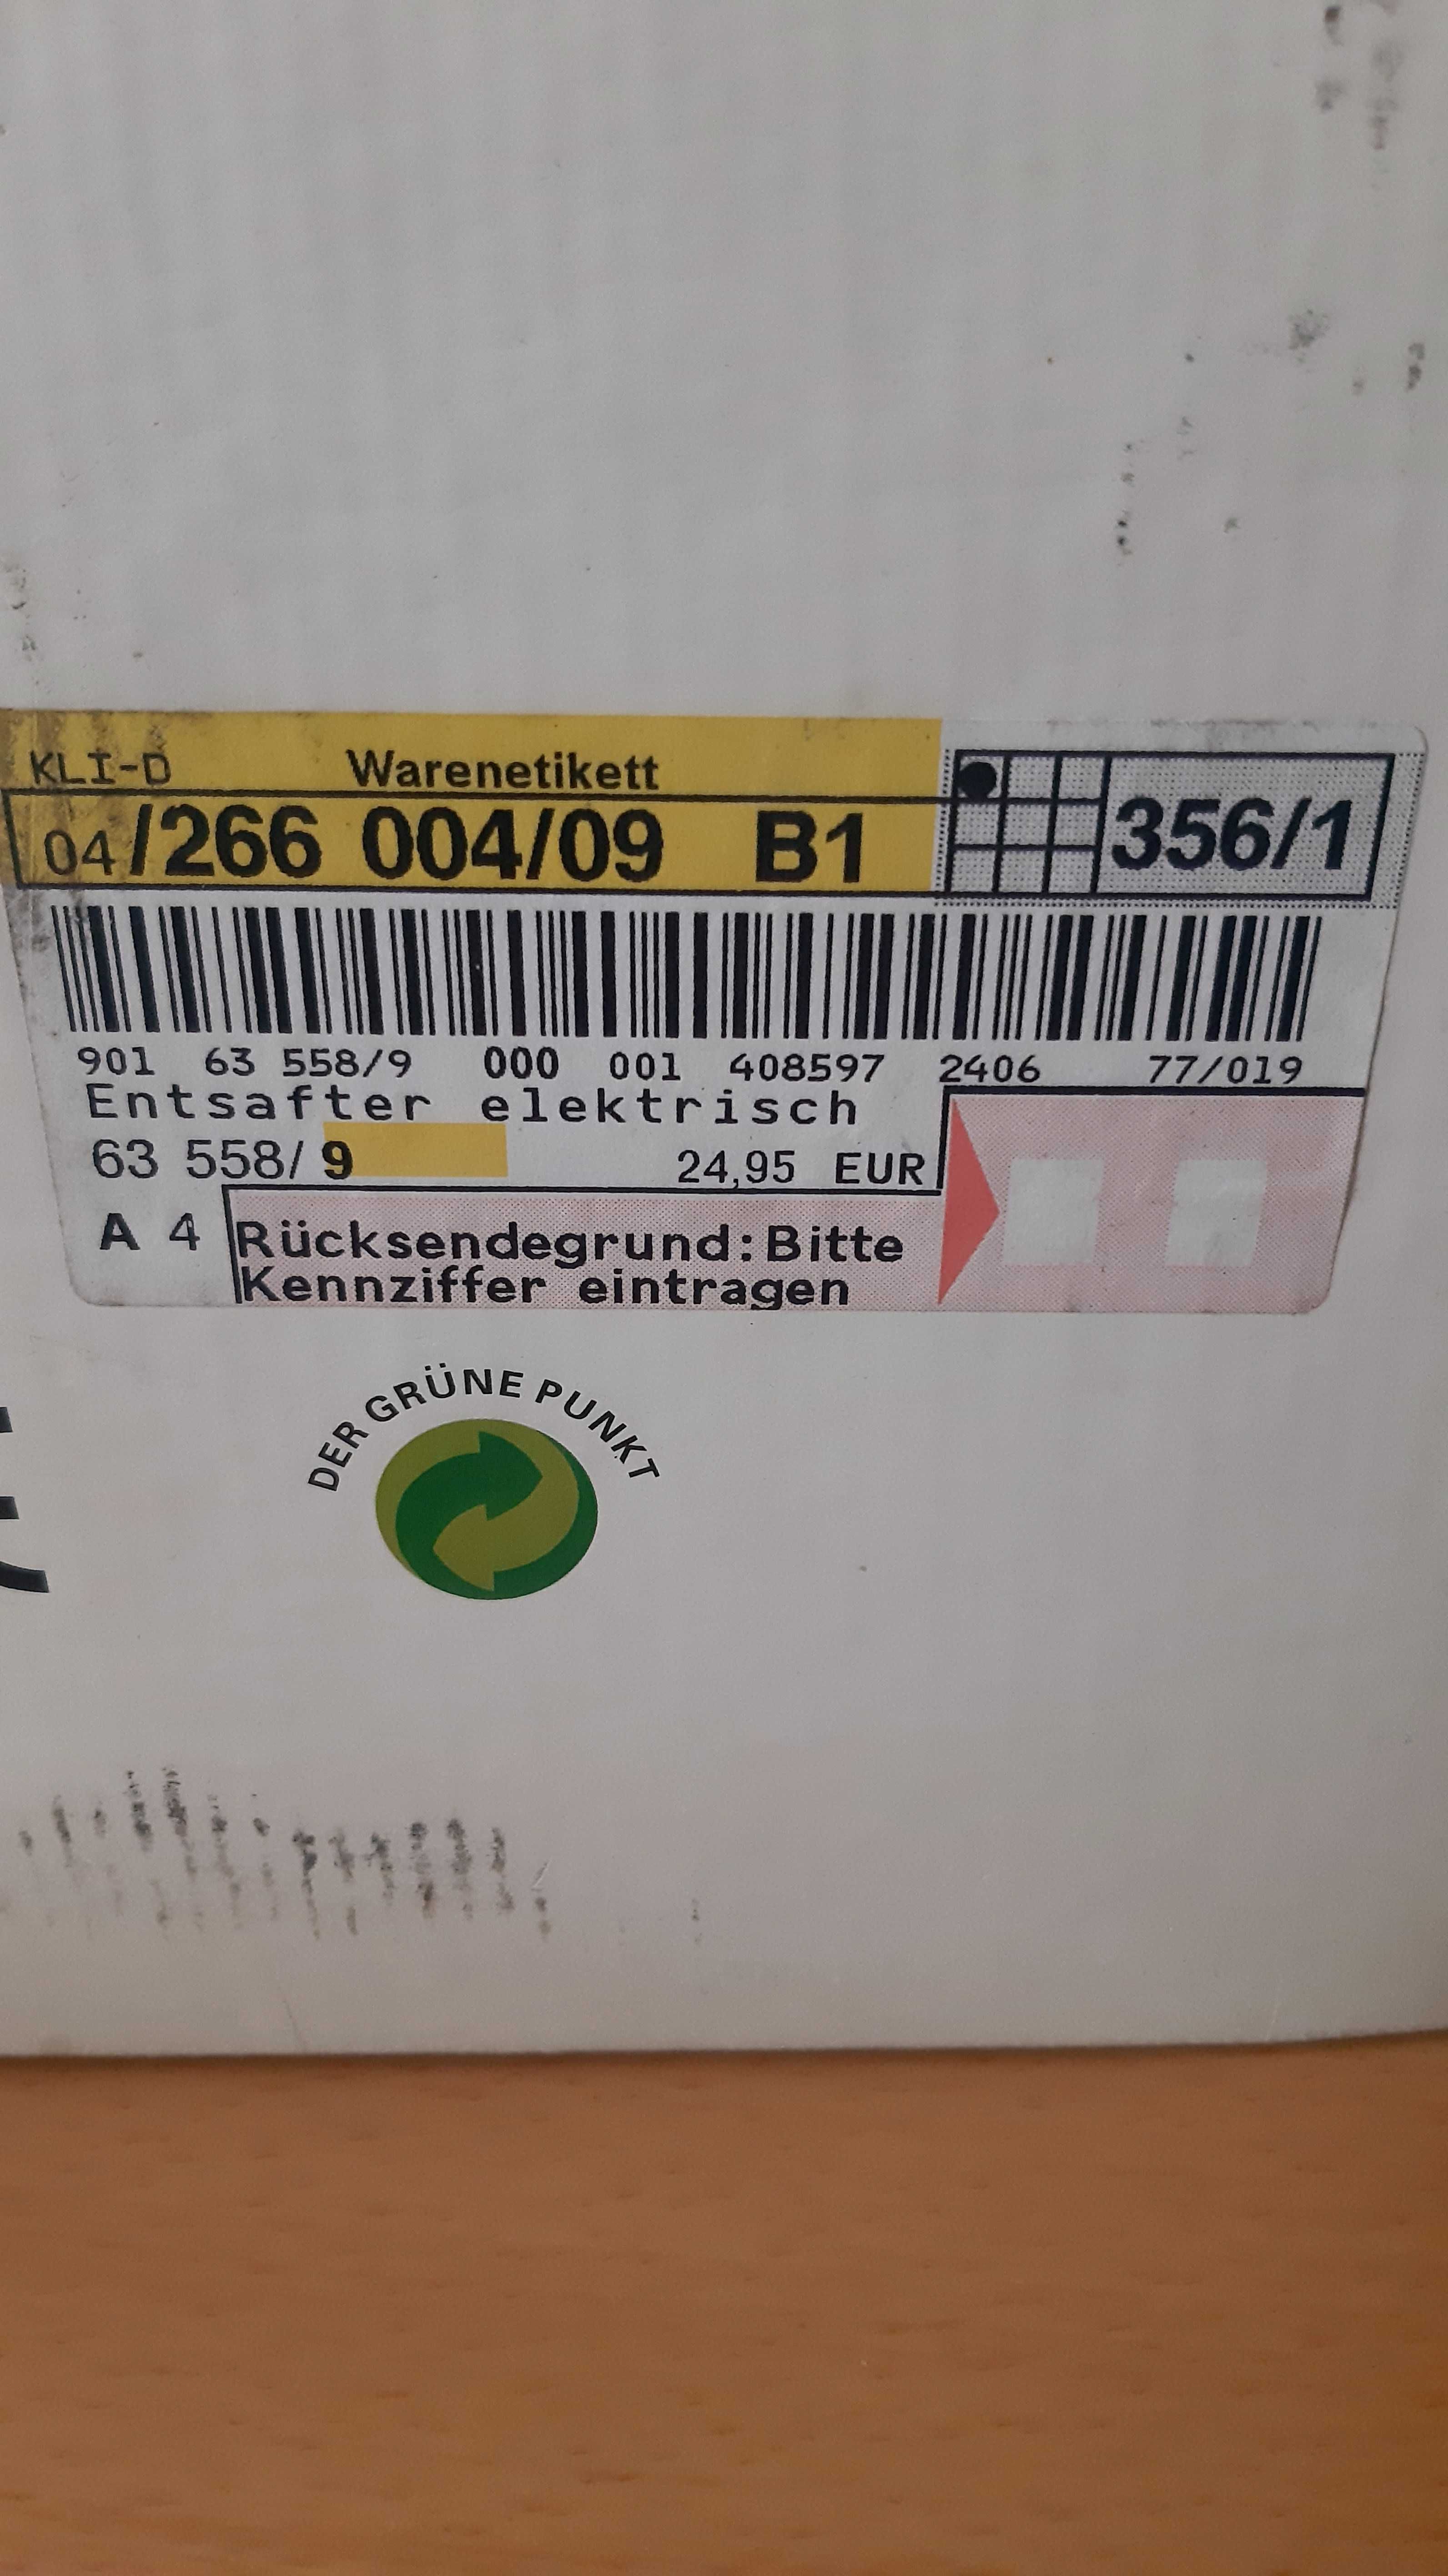 KLI-D Warenetikett
04/266 004/09 B1 356/1
901 63 558/9 000 001 408597 2406 77/019
Entsafter elektrisch
63 558/9 24,95 EUR
A 4 Rücksendegrund: Bitte
Kennziffer eintragen
DER GRÜNE PUNKT